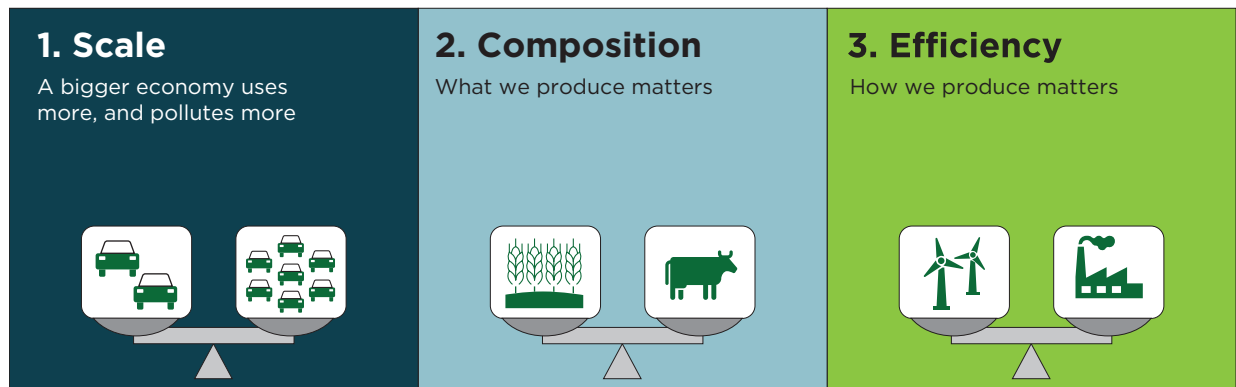 1. Scale
A bigger economy uses
more, and pollutes more
2. Composition
What we produce matters
3. Efficiency
How we produce matters